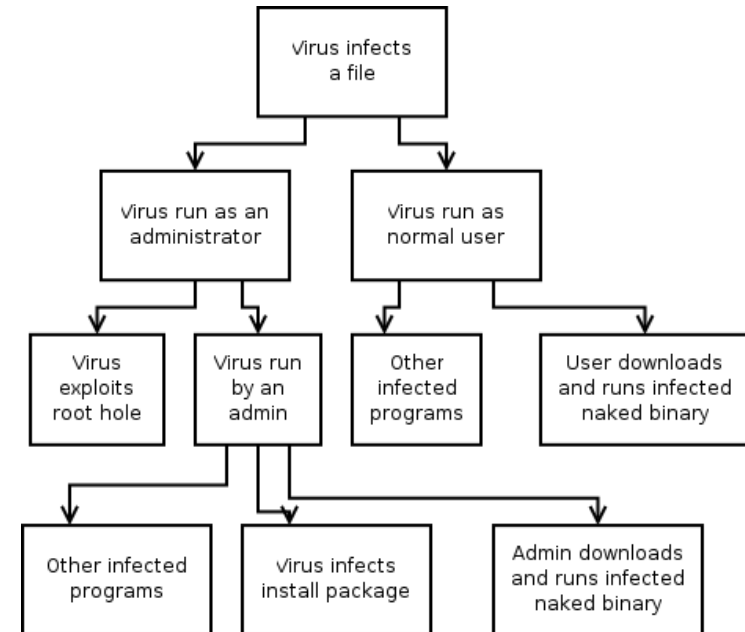 Virus infects
a file
Virus run as an
administrator
Virus run as
normal user
Virus
exploits
root hole
Virus run
by an
admin
Other
infected
programs
User downloads
and runs infected
naked binary
Other infected
programs
Virus infects
install package
Admin downloads
and runs infected
naked binary